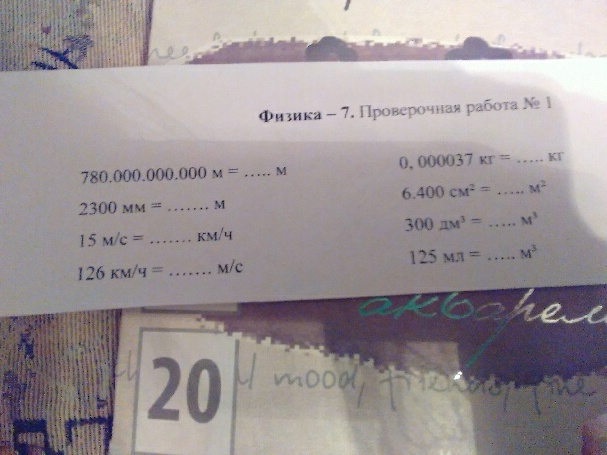 Физика – 7. Проверочная работа № 1
780.000.000.000 м = ..... м
2300 мм = ....... м
15 м/с = ....... км/ч
126 км/ч = ....... м/с
0, 000037 кг = ..... кг
6.400 см² = ..... м²
300 дм³ = ..... м³
125 мл = ..... м³
акварел
20
mood,